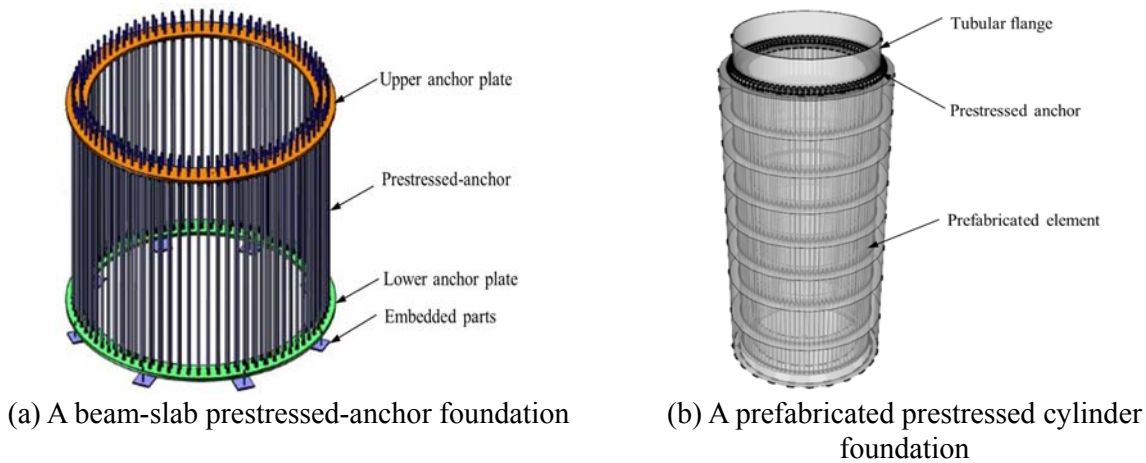 Upper anchor plate
Prestressed-anchor
Lower anchor plate
Embedded parts
(a) A beam-slab prestressed-anchor foundation
Tubular flange
Prestressed anchor
Prefabricated element
(b) A prefabricated prestressed cylinder
foundation